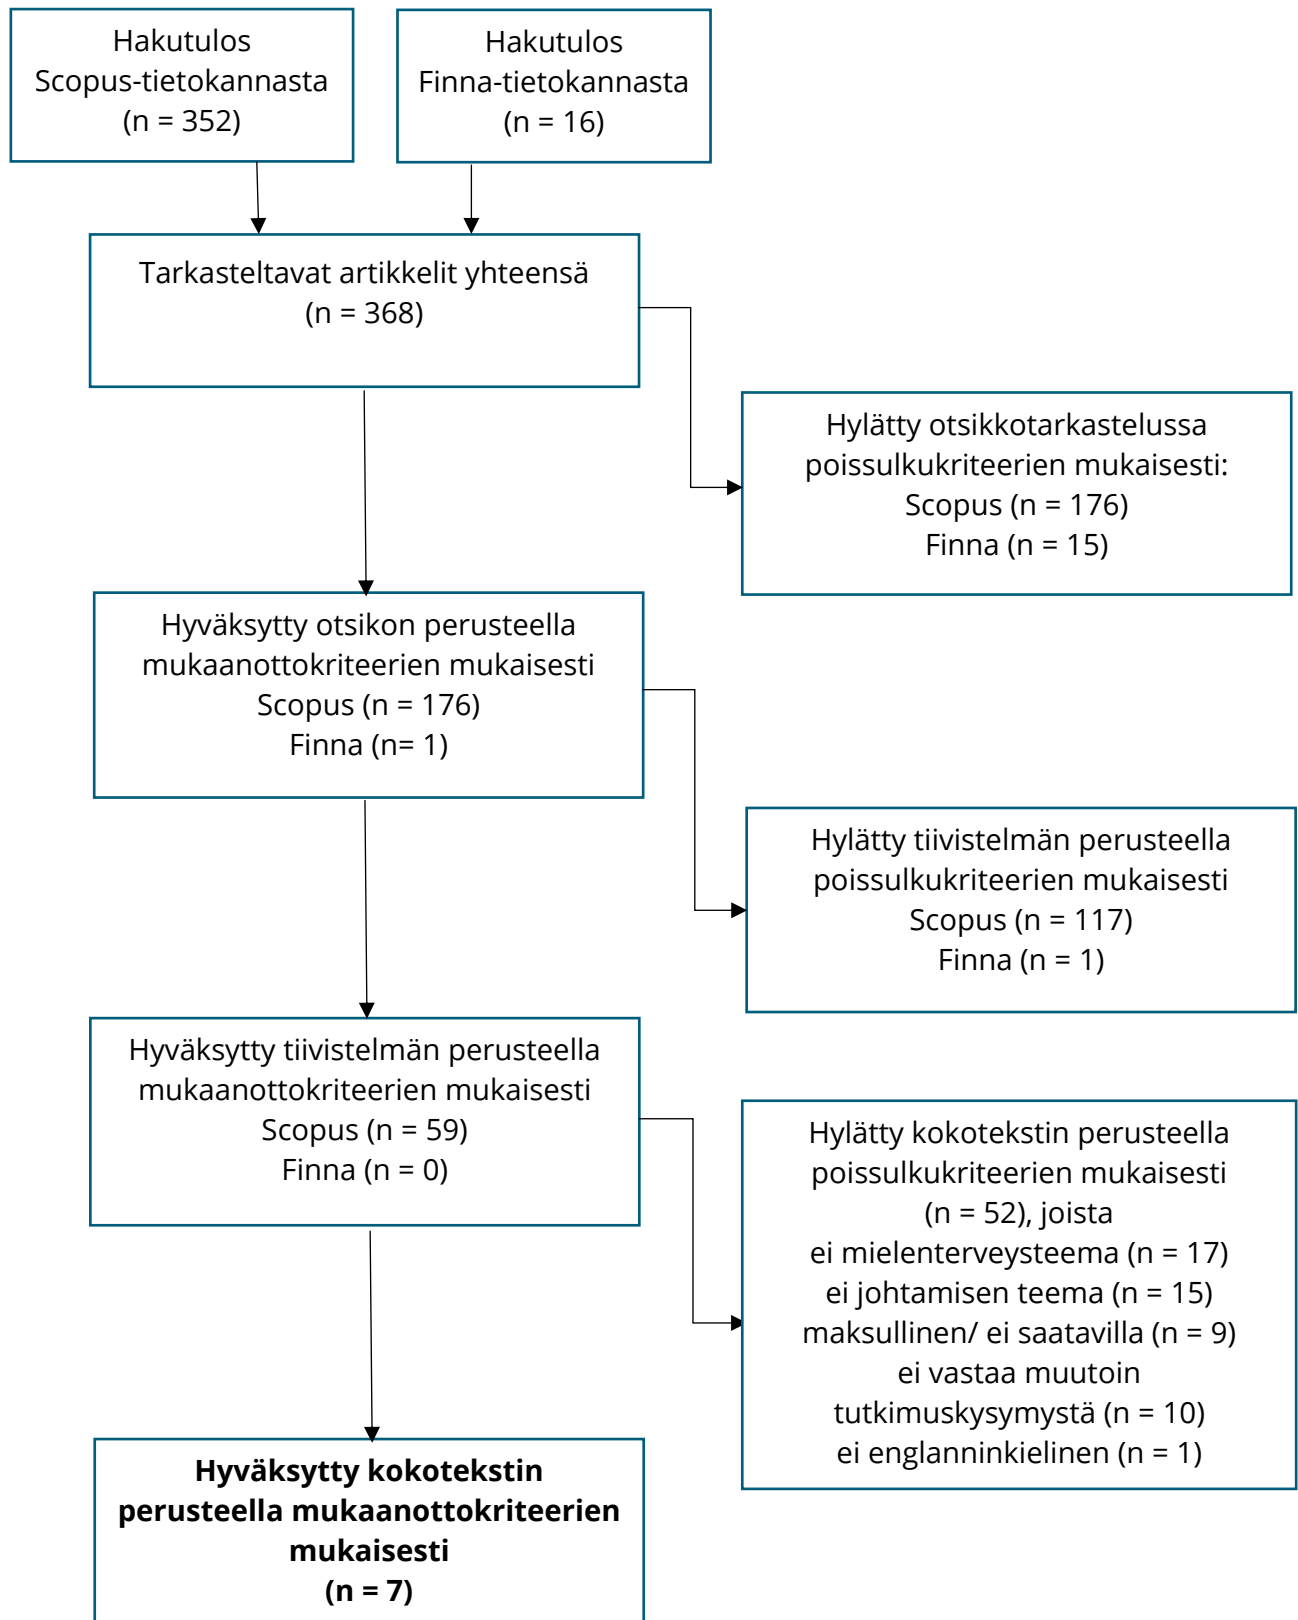 Hakutulos
Scopus-tietokannasta
(n = 352)
Hakutulos
Finna-tietokannasta
(n = 16)
Tarkasteltavat artikkelit yhteensä
(n = 368)
Hylätty otsikkotarkastelussa
poissulkukriteerien mukaisesti:
Scopus (n = 176)
Finna (n = 15)
Hyväksytty otsikon perusteella
mukaanottokriteerien mukaisesti
Scopus (n = 176)
Finna (n= 1)
Hylätty tiivistelmän perusteella
poissulkukriteerien mukaisesti
Scopus (n = 117)
Finna (n = 1)
Hyväksytty tiivistelmän perusteella
mukaanottokriteerien mukaisesti
Scopus (n = 59)
Finna (n = 0)
Hylätty kokotekstin perusteella
poissulkukriteerien mukaisesti
(n = 52), joista
ei mielenterveysteema (n = 17)
ei johtamisen teema (n = 15)
maksullinen/ ei saatavilla (n = 9)
ei vastaa muutoin
tutkimuskysymystä (n = 10)
ei englanninkielinen (n = 1)
Hyväksytty kokotekstin
perusteella mukaanottokriteerien
mukaisesti
(n = 7)